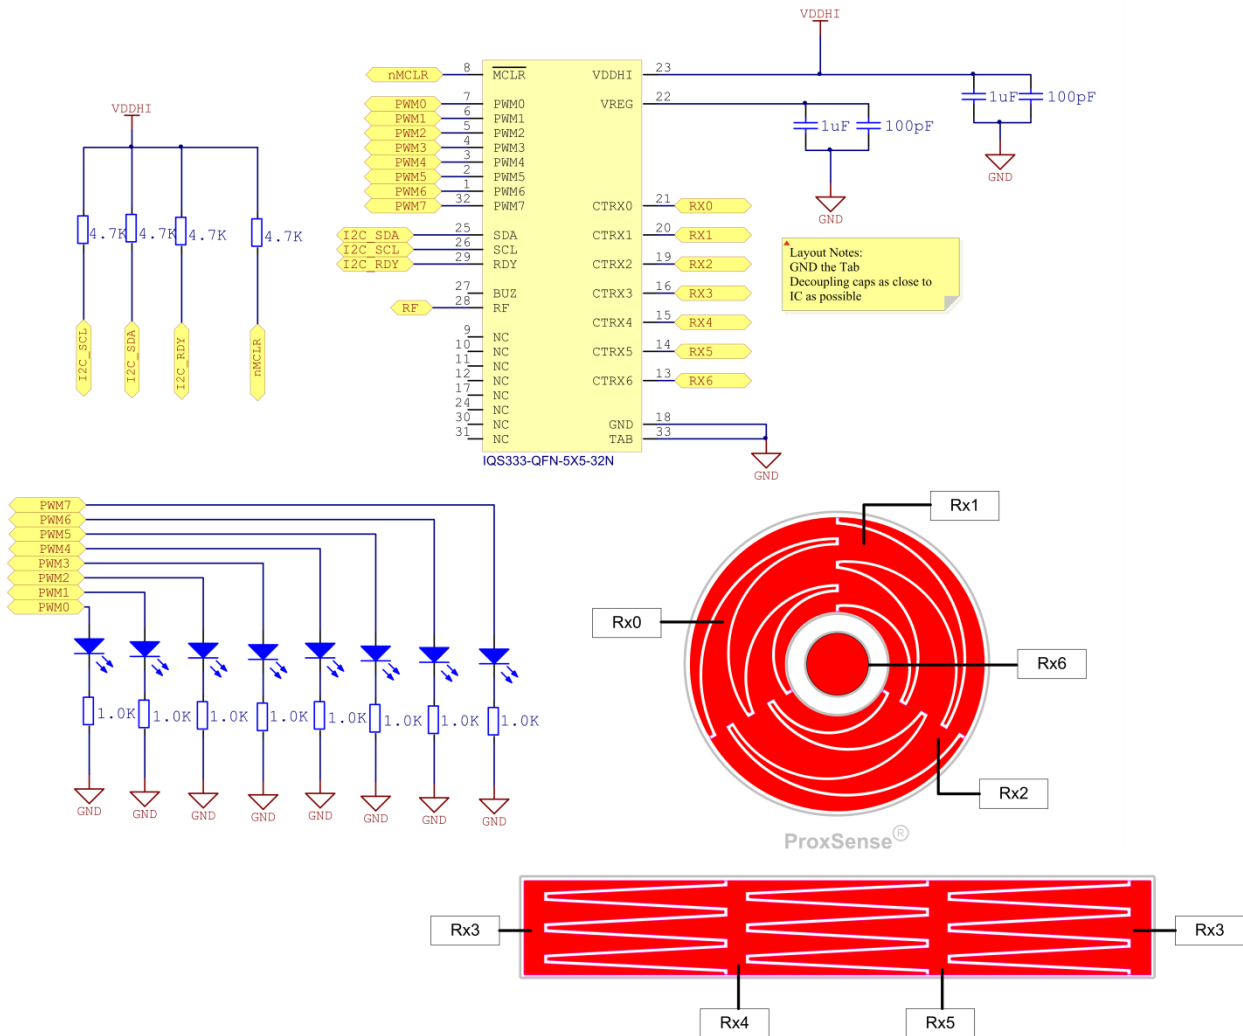 VDDHI
4.7K 4.7K 4.7K 4.7K
I2C_SCL
I2C_SDA
I2C_RDY
nMCLR
nMCLR 8 MCLR
PWM0 7 PWM0
PWM1 6 PWM1
PWM2 5 PWM2
PWM3 4 PWM3
PWM4 3 PWM4
PWM5 2 PWM5
PWM6 1 PWM6
PWM7 32 PWM7
I2C_SDA 25 SDA
I2C_SCL 26 SCL
I2C_RDY 29 RDY
27 BUZ
RF 28 RF
9 NC
10 NC
11 NC
12 NC
17 NC
24 NC
30 NC
31 NC
VDDHI 23
VREG 22
CTRX0 21 RX0
CTRX1 20 RX1
CTRX2 19 RX2
CTRX3 16 RX3
CTRX4 15 RX4
CTRX5 14 RX5
CTRX6 13 RX6
GND 18
TAB 33
GND
IQS333-QFN-5X5-32N
VDDHI
1uF 100pF
GND
1uF 100pF
GND
Layout Notes:
GND the Tab
Decoupling caps as close to
IC as possible
PWM7
PWM6
PWM5
PWM4
PWM3
PWM2
PWM1
PWM0
1.0K 1.0K 1.0K 1.0K 1.0K 1.0K 1.0K 1.0K
GND GND GND GND GND GND GND GND
Rx1
Rx0
Rx6
Rx2
ProxSense®
Rx3
Rx3
Rx4
Rx5